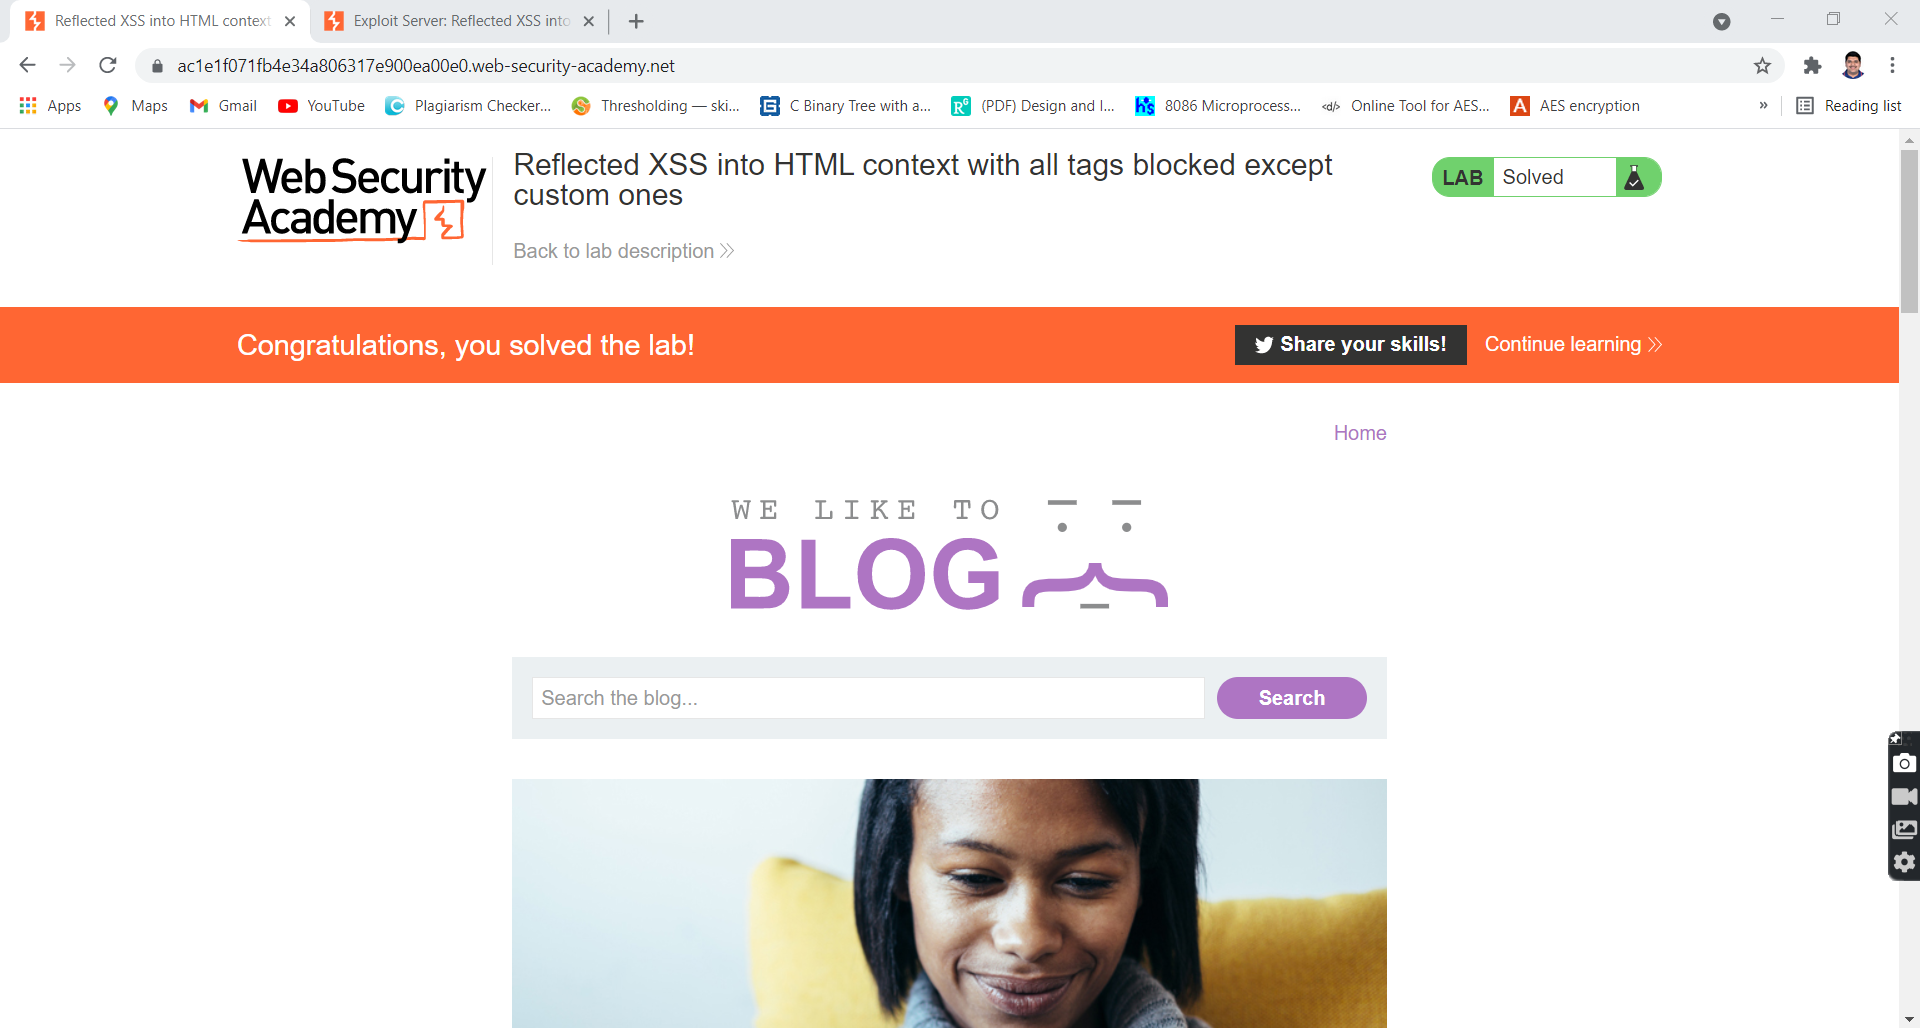 Reflected XSS into HTML context
Exploit Server: Reflected XSS into
ac1e1f071fb4e34a806317e900ea00e0.web-security-academy.net
Apps
Maps
Gmail
YouTube
Plagiarism Checker...
Thresholding — ski...
C Binary Tree with a...
(PDF) Design and I...
8086 Microprocess...
Online Tool for AES...
AES encryption
»
Reading list
Web Security
Academy
Reflected XSS into HTML context with all tags blocked except
custom ones
Back to lab description
LAB Solved
Congratulations, you solved the lab!
Share your skills!
Continue learning
Home
WE LIKE TO
BLOG
Search the blog...
Search